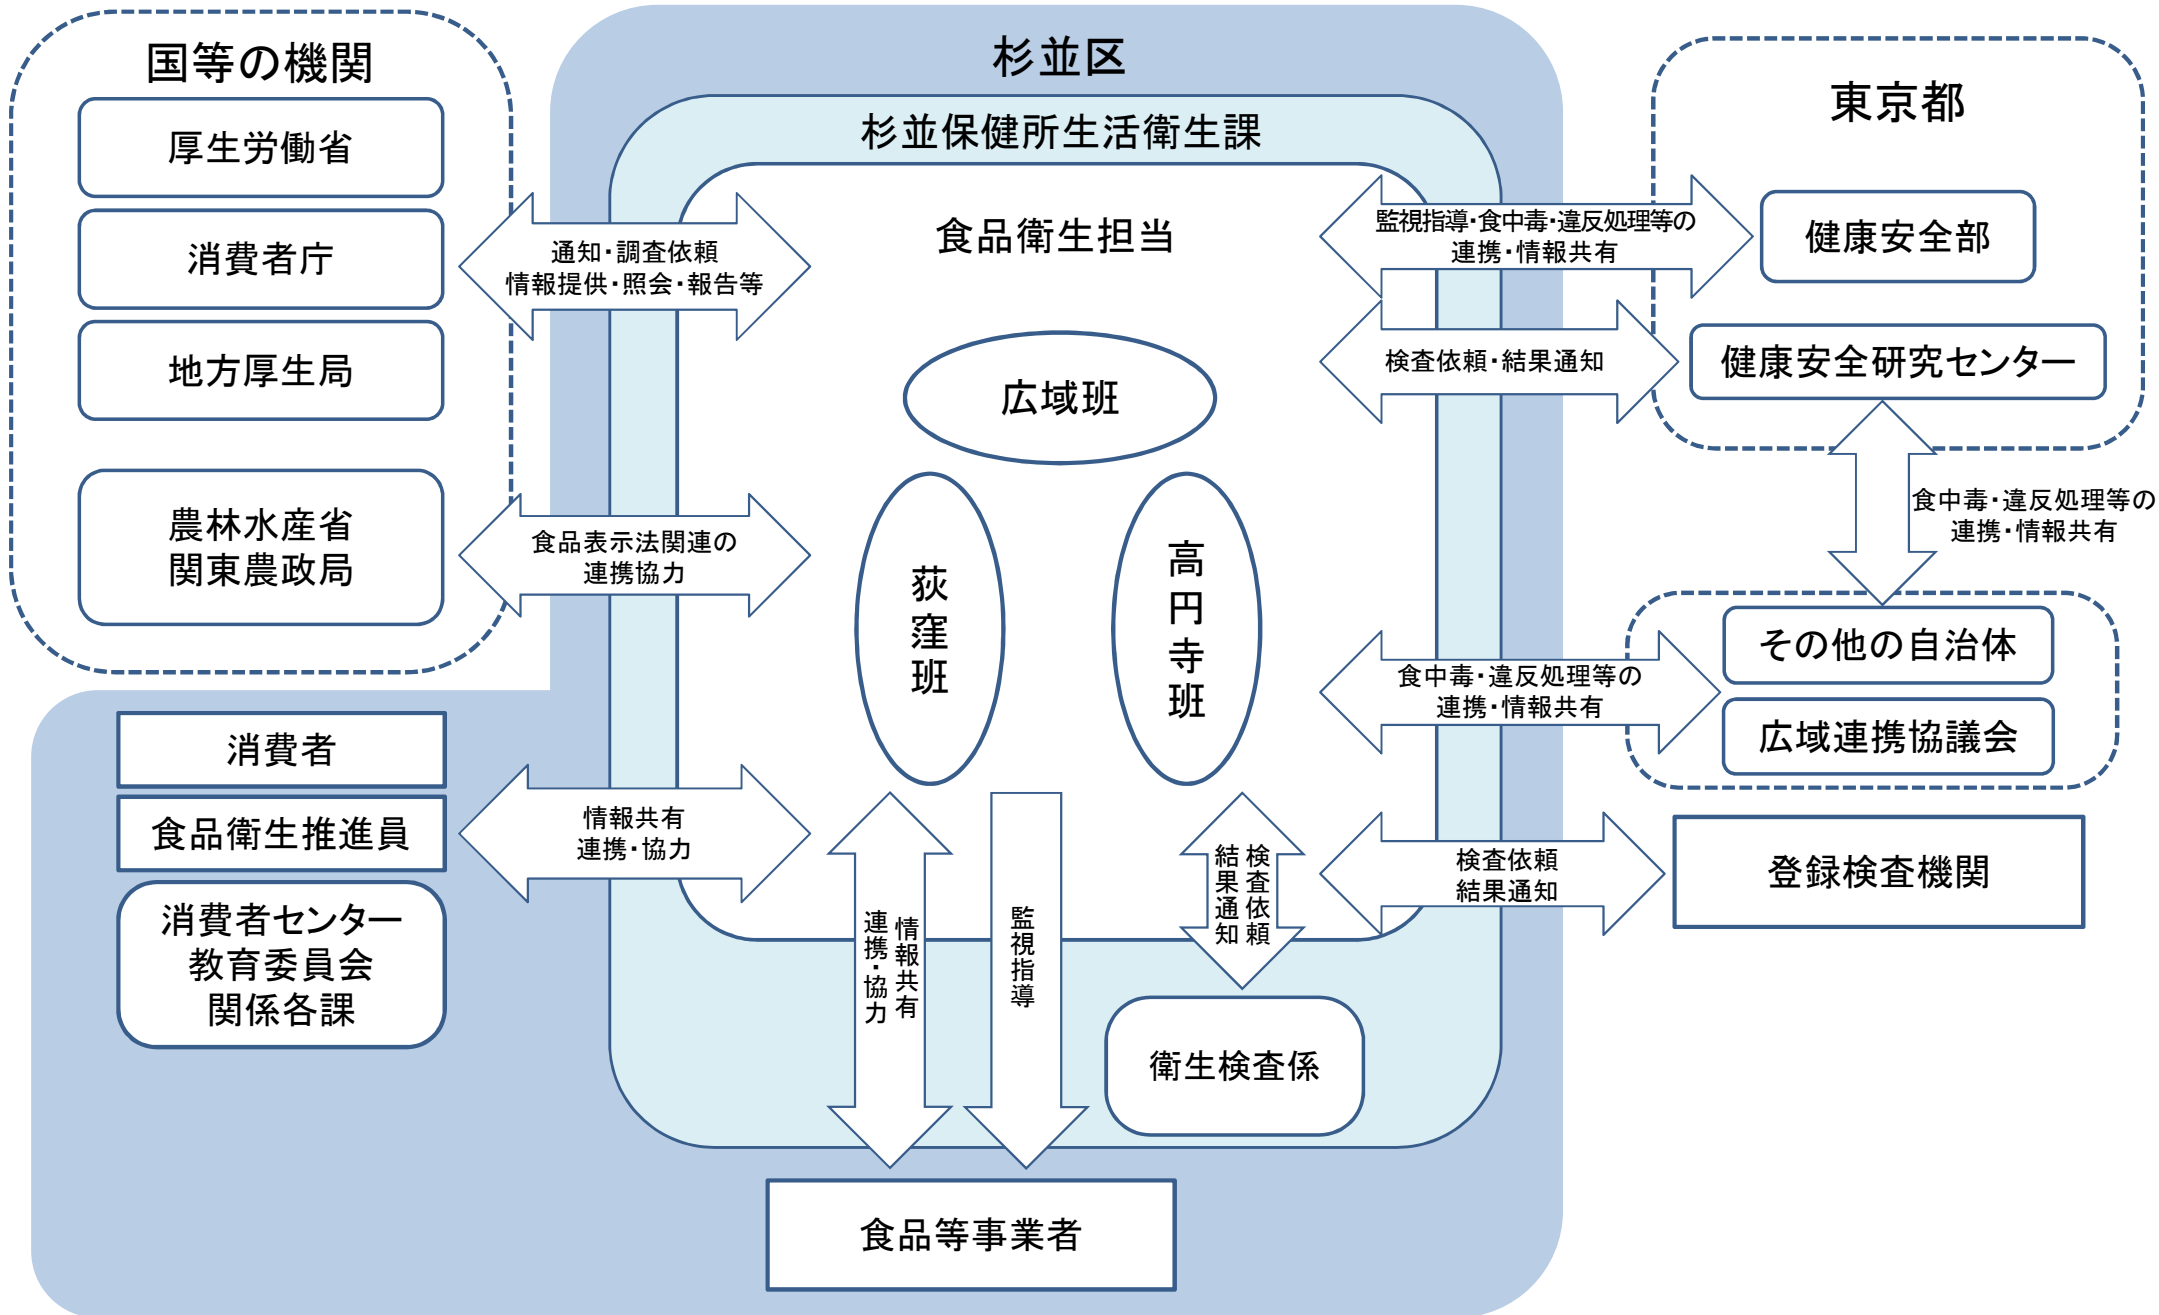 国等の機関
厚生労働省
消費者庁
地方厚生局
農林水産省
関東農政局
杉並区
杉並保健所生活衛生課
食品衛生担当
広域班
荻窪班
高円寺班
東京都
健康安全部
健康安全研究センター
通知・調査依頼
情報提供・照会・報告等
食品表示法関連の
連携協力
監視指導・食中毒・違反処理等の
連携・情報共有
検査依頼・結果通知
食中毒・違反処理等の
連携・情報共有
その他の自治体
広域連携協議会
食中毒・違反処理等の
連携・情報共有
消費者
食品衛生推進員
消費者センター
教育委員会
関係各課
情報共有
連携・協力
情報共有
連携・協力
監視指導
検査依頼
結果通知
検査依頼
結果通知
登録検査機関
衛生検査係
食品等事業者